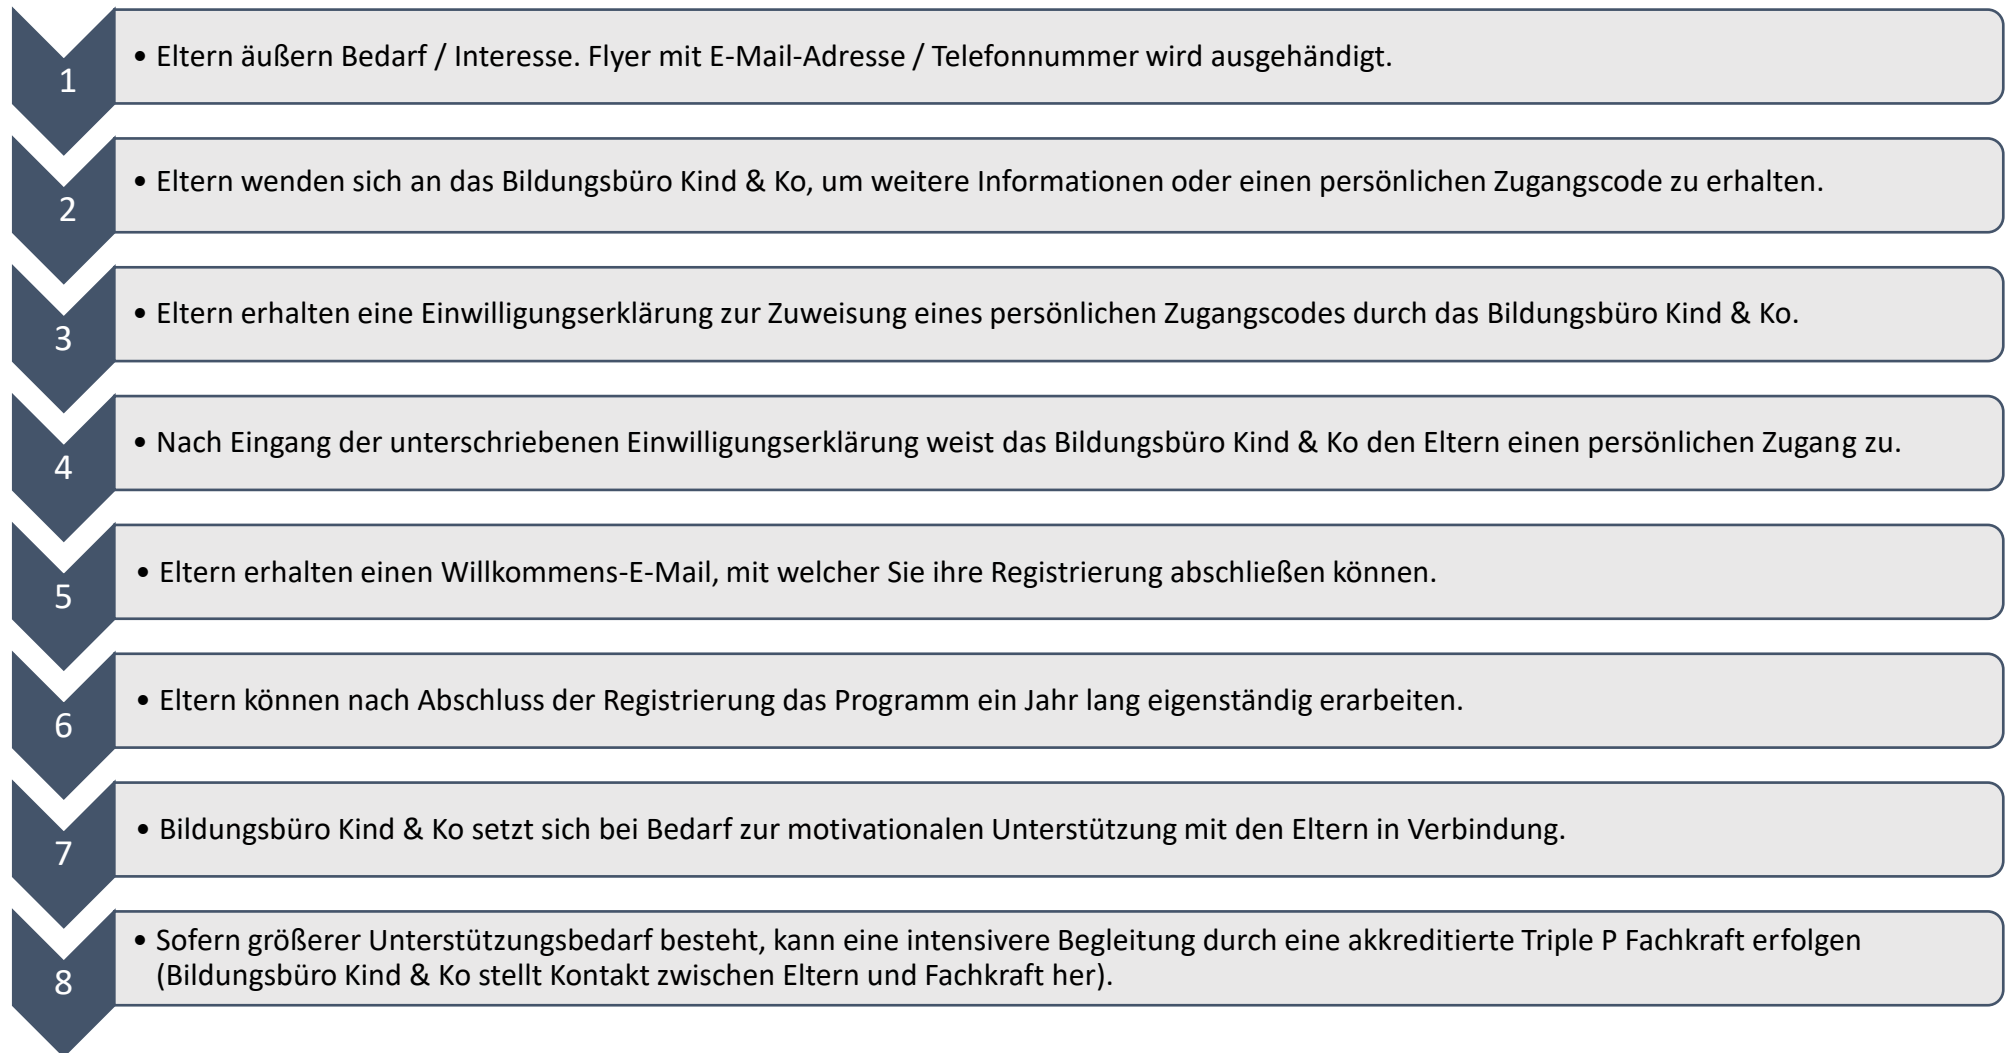 1
• Eltern äußern Bedarf / Interesse. Flyer mit E-Mail-Adresse / Telefonnummer wird ausgehändigt.
2
• Eltern wenden sich an das Bildungsbüro Kind & Ko, um weitere Informationen oder einen persönlichen Zugangscode zu erhalten.
3
• Eltern erhalten eine Einwilligungserklärung zur Zuweisung eines persönlichen Zugangscodes durch das Bildungsbüro Kind & Ko.
4
• Nach Eingang der unterschriebenen Einwilligungserklärung weist das Bildungsbüro Kind & Ko den Eltern einen persönlichen Zugang zu.
5
• Eltern erhalten einen Willkommens-E-Mail, mit welcher Sie ihre Registrierung abschließen können.
6
• Eltern können nach Abschluss der Registrierung das Programm ein Jahr lang eigenständig erarbeiten.
7
• Bildungsbüro Kind & Ko setzt sich bei Bedarf zur motivationalen Unterstützung mit den Eltern in Verbindung.
8
• Sofern größerer Unterstützungsbedarf besteht, kann eine intensivere Begleitung durch eine akkreditierte Triple P Fachkraft erfolgen
(Bildungsbüro Kind & Ko stellt Kontakt zwischen Eltern und Fachkraft her).